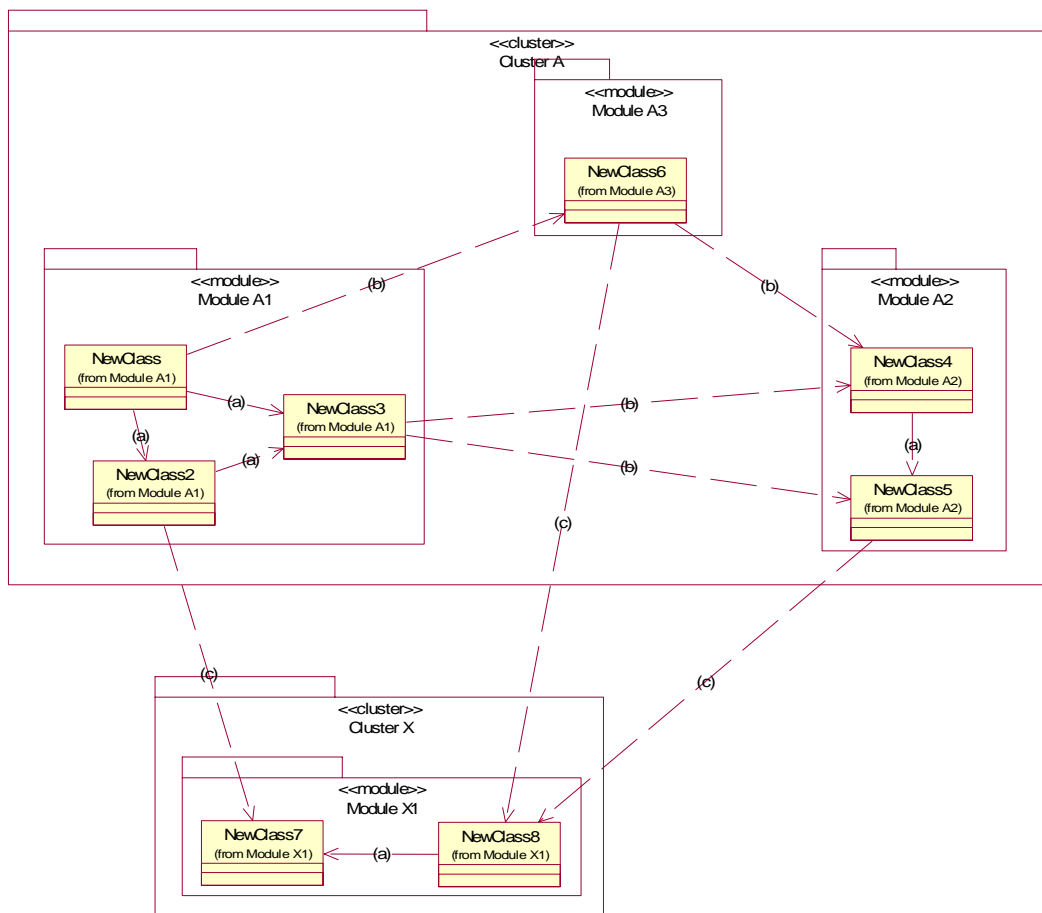 <<cluster>>
Cluster A
<<module>>
Module A3
NewClass6
(from Module A3)
(b)
(b)
<<module>>
Module A1
<<module>>
Module A2
NewClass
(from Module A1)
(a)
(a)
NewClass3
(from Module A1)
(b)
NewClass4
(from Module A2)
(a)
NewClass2
(from Module A1)
(a)
(b)
NewClass5
(from Module A2)
(c)
(c)
(c)
<<cluster>>
Cluster X
<<module>>
Module X1
NewClass7
(from Module X1)
(a)
NewClass8
(from Module X1)